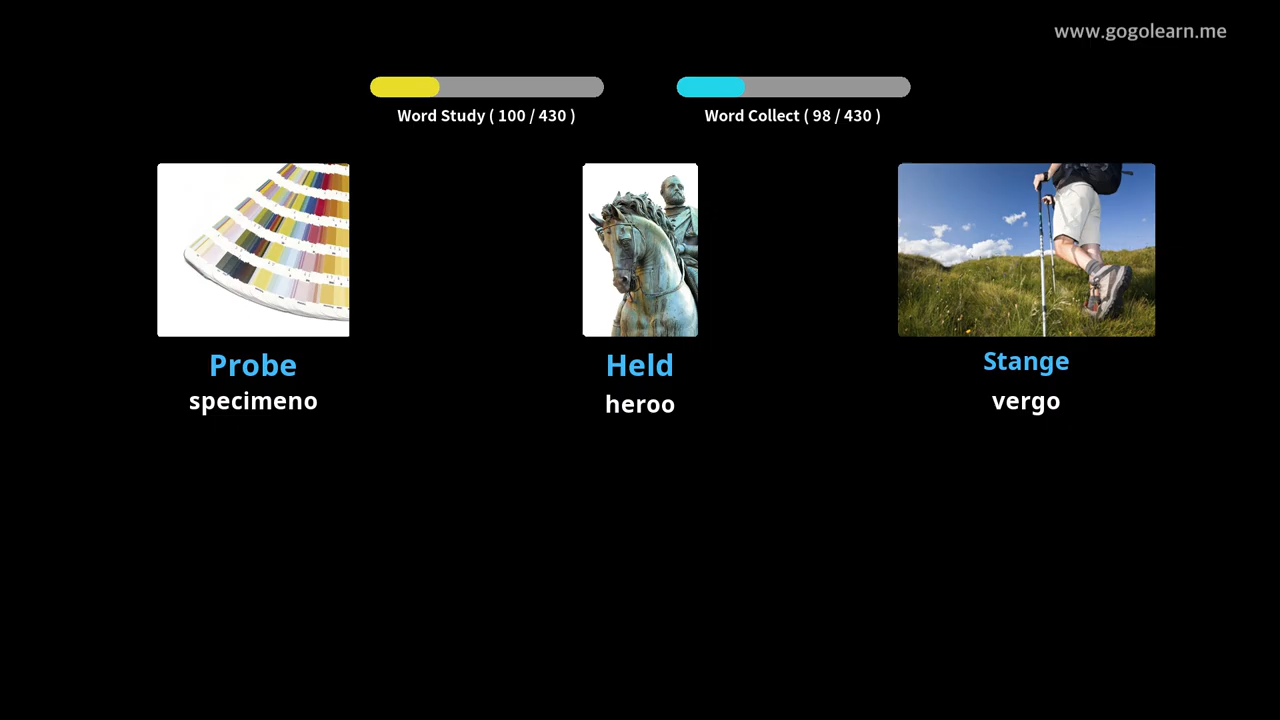 www.gogolearn.me
Word Study ( 100 / 430 )
Word Collect ( 98 / 430 )
Probe
specimeno
Held
heroo
Stange
vergo